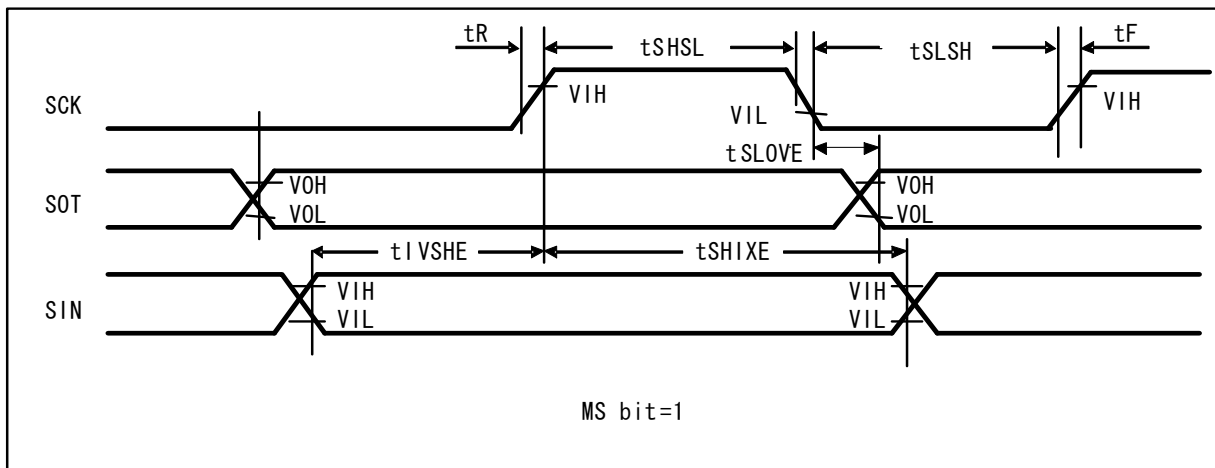 tR tSHSL tSLSH tF
SCK VIH VIL VIH
tSLOVE
SOT VOH VOH
VOL VOL
tIVSHE tSHIXE
SIN VIH VIH
VIL VIL
MS bit=1